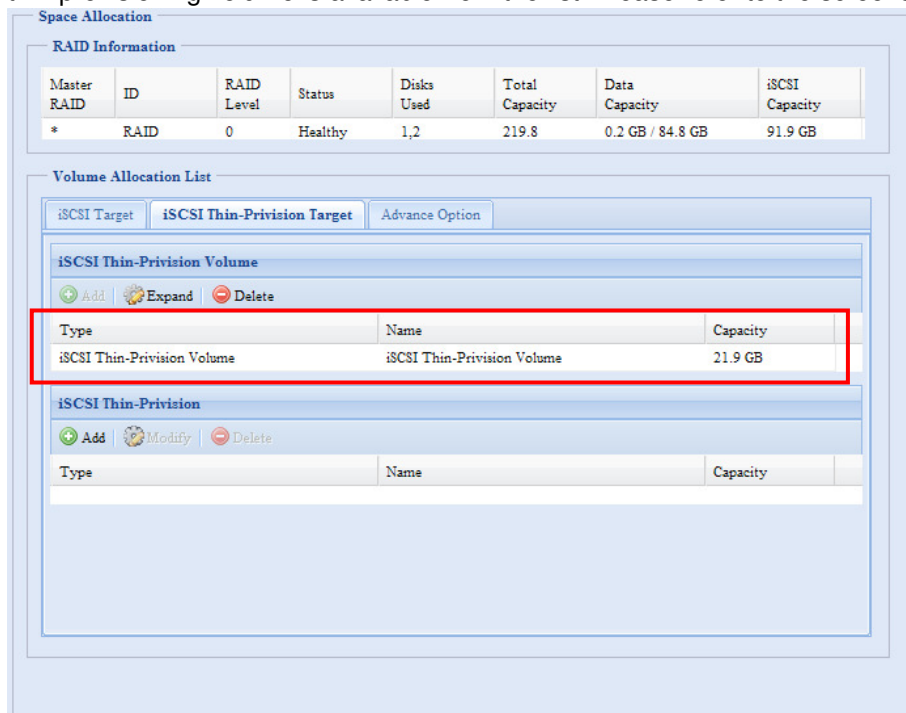 Space Allocation
RAID Information
Master RAID ID RAID Level Status Disks Used Total Capacity Data Capacity iSCSI Capacity
* RAID 0 Healthy 1,2 219.8 0.2 GB / 84.8 GB 91.9 GB
Volume Allocation List
iSCSI Target iSCSI Thin-Privision Target Advance Option
iSCSI Thin-Privision Volume
Add Expand Delete
Type Name Capacity
iSCSI Thin-Privision Volume iSCSI Thin-Privision Volume 21.9 GB
iSCSI Thin-Privision
Add Modify Delete
Type Name Capacity